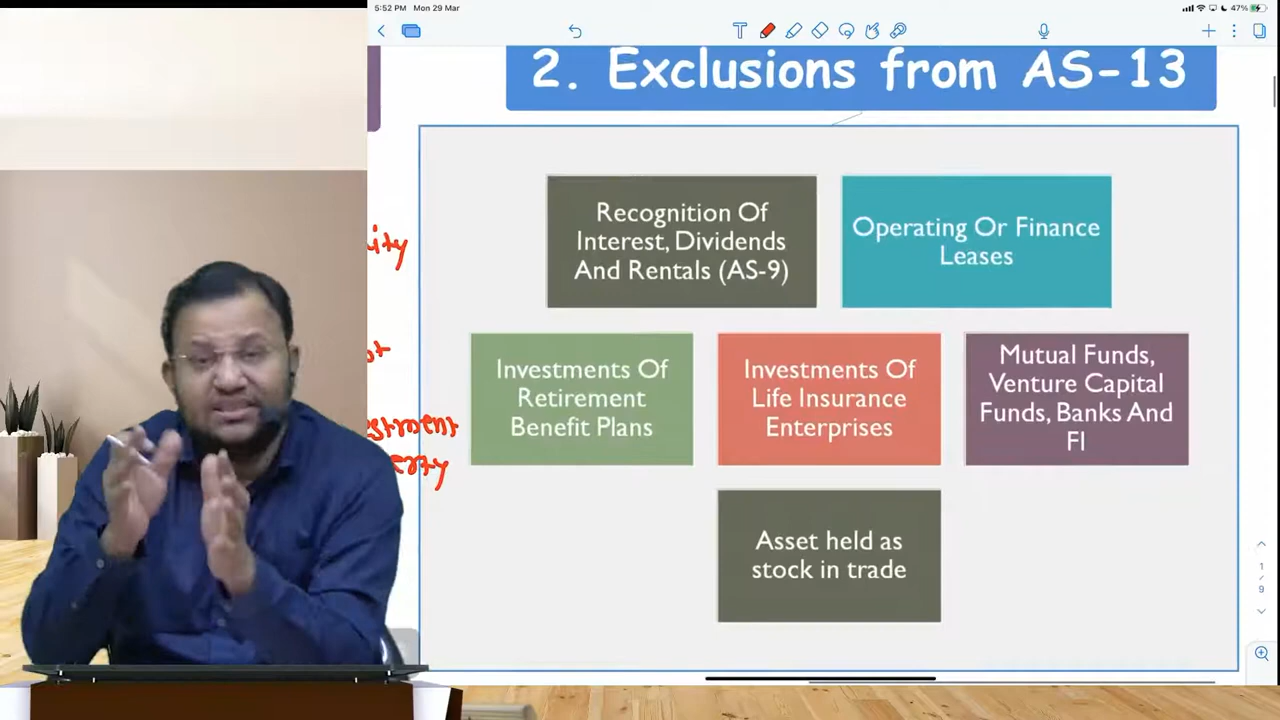 5:52 PM Mon 29 Mar
47%
T
2. Exclusions from AS-13
Recognition Of
Interest, Dividends
And Rentals (AS-9)
Operating Or Finance
Leases
Investments Of
Retirement
Benefit Plans
Investments Of
Life Insurance
Enterprises
Mutual Funds,
Venture Capital
Funds, Banks And
FI
Asset held as
stock in trade
1
/
9